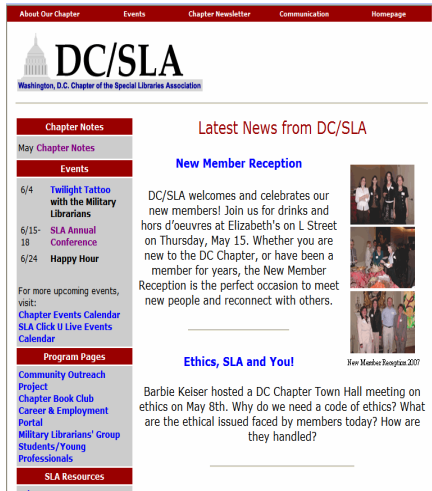 About Our Chapter Events Chapter Newsletter Communication Homepage
DC/SLA
Washington, D.C. Chapter of the Special Libraries Association
Chapter Notes
May Chapter Notes
Events
6/4 Twilight Tattoo
with the Military
Librarians
6/15- SLA Annual
18 Conference
6/24 Happy Hour
For more upcoming events,
visit:
Chapter Events Calendar
SLA Click U Live Events
Calendar
Program Pages
Community Outreach
Project
Chapter Book Club
Career & Employment
Portal
Military Librarians' Group
Students/Young
Professionals
SLA Resources
Latest News from DC/SLA
New Member Reception
DC/SLA welcomes and celebrates our
new members! Join us for drinks and
hors d'oeuvres at Elizabeth's on L Street
on Thursday, May 15. Whether you are
new to the DC Chapter, or have been a
member for years, the New Member
Reception is the perfect occasion to meet
new people and reconnect with others.
New Member Reception 2007
Ethics, SLA and You!
Barbie Keiser hosted a DC Chapter Town Hall meeting on
ethics on May 8th. Why do we need a code of ethics? What
are the ethical issued faced by members today? How are
they handled?